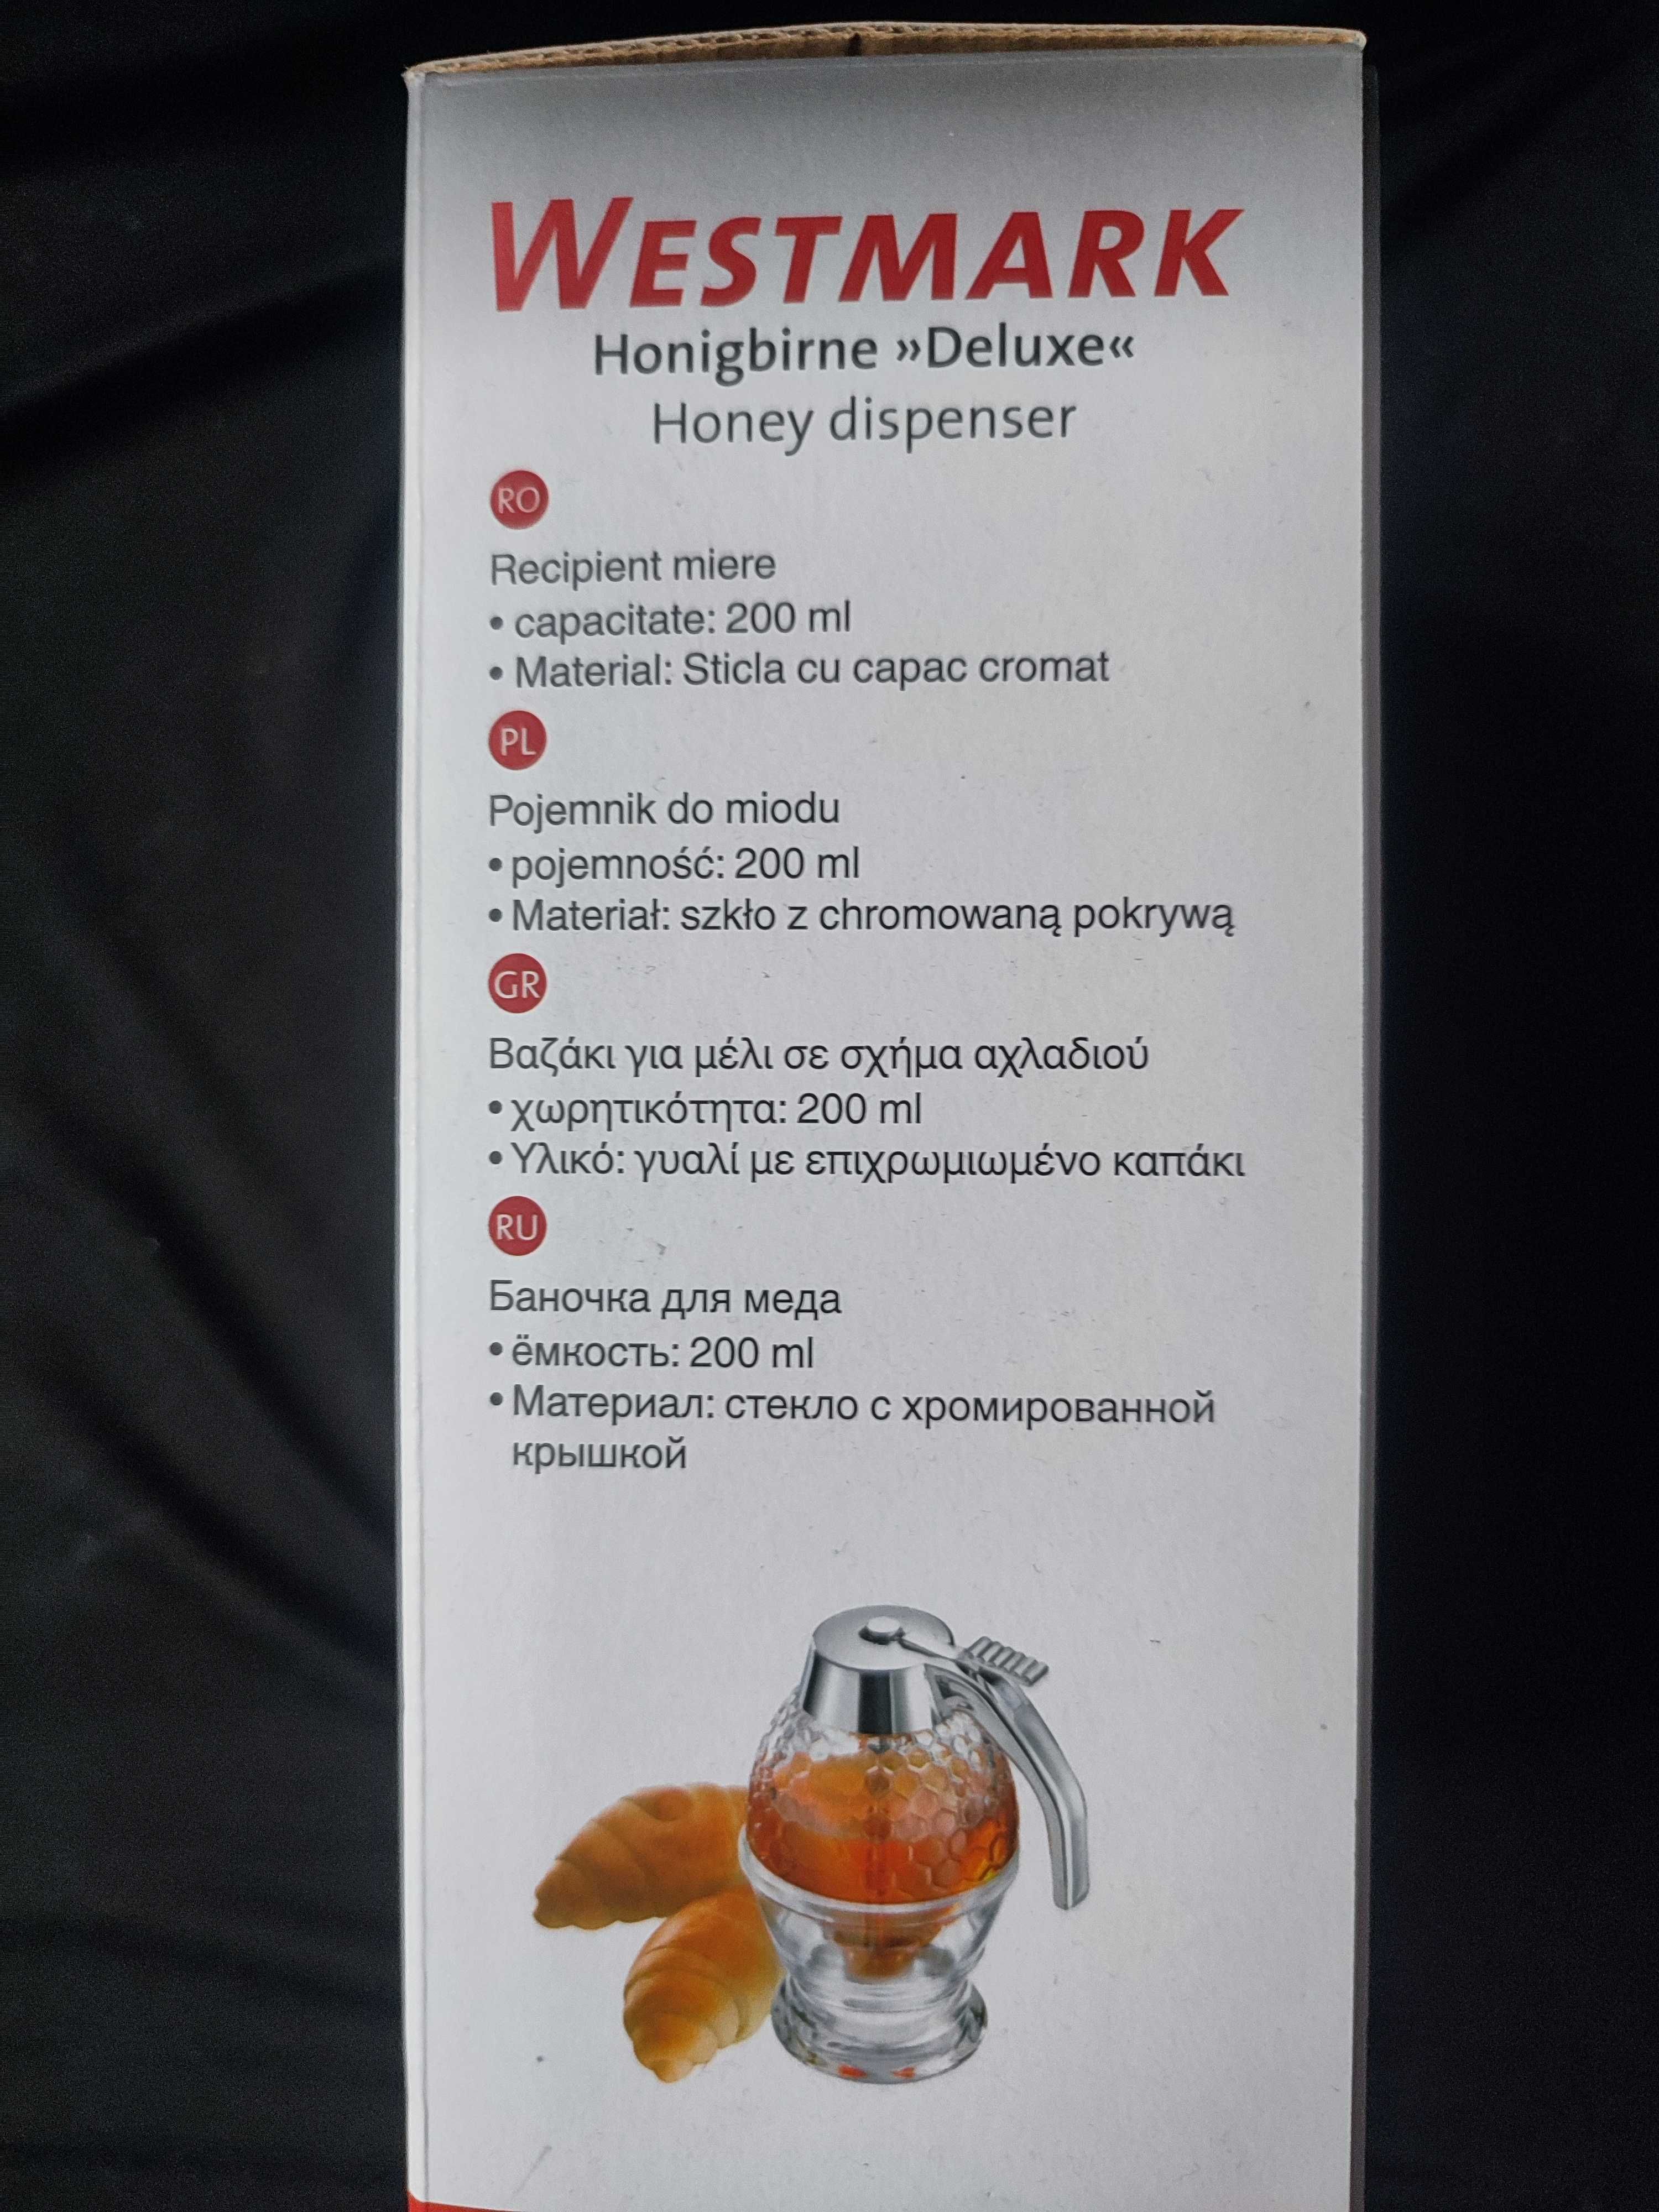 WESTMARK
Honigbirne »Deluxe«
Honey dispenser
RO
Recipient miere
• capacitate: 200 ml
• Material: Sticla cu capac cromat
PL
Pojemnik do miodu
• pojemność: 200 ml
• Materiał: szkło z chromowaną pokrywą
GR
Βαζάκι για μέλι σε σχήμα αχλαδιού
• χωρητικότητα: 200 ml
• Υλικό: γυαλί με επιχρωμιωμένο καπάκι
RU
Баночка для меда
• ёмкость: 200 ml
• Материал: стекло с хромированной
крышкой